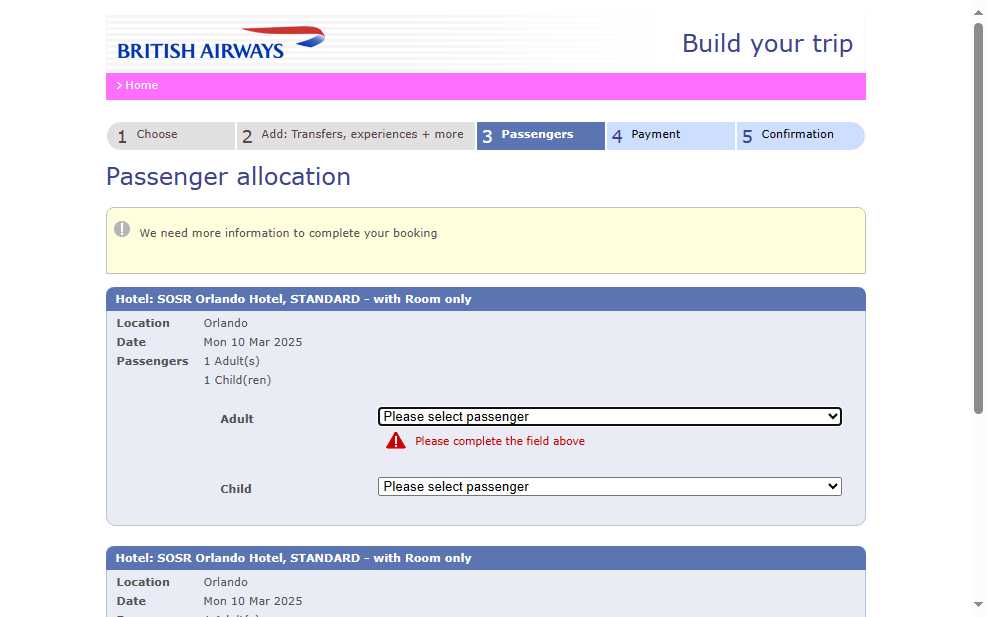 BRITISH AIRWAYS
Build your trip
> Home
1 Choose
2 Add: Transfers, experiences + more
3 Passengers
4 Payment
5 Confirmation
Passenger allocation
We need more information to complete your booking
Hotel: SOSR Orlando Hotel, STANDARD - with Room only
Location Orlando
Date Mon 10 Mar 2025
Passengers 1 Adult(s)
1 Child(ren)
Adult Please select passenger
Please complete the field above
Child Please select passenger
Hotel: SOSR Orlando Hotel, STANDARD - with Room only
Location Orlando
Date Mon 10 Mar 2025